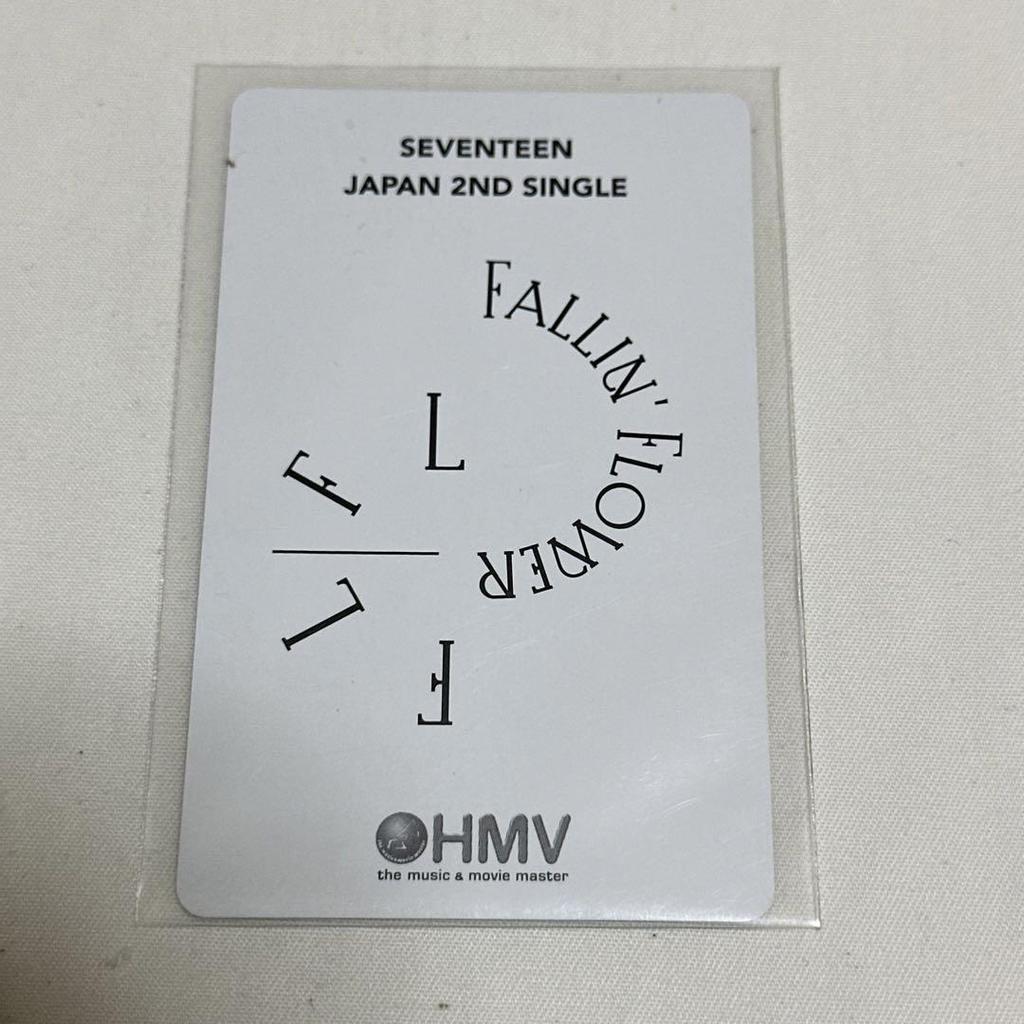 SEVENTEEN
JAPAN 2ND SINGLE
FALLIN' FLOWER
L
F
L
F
HMV
the music & movie master